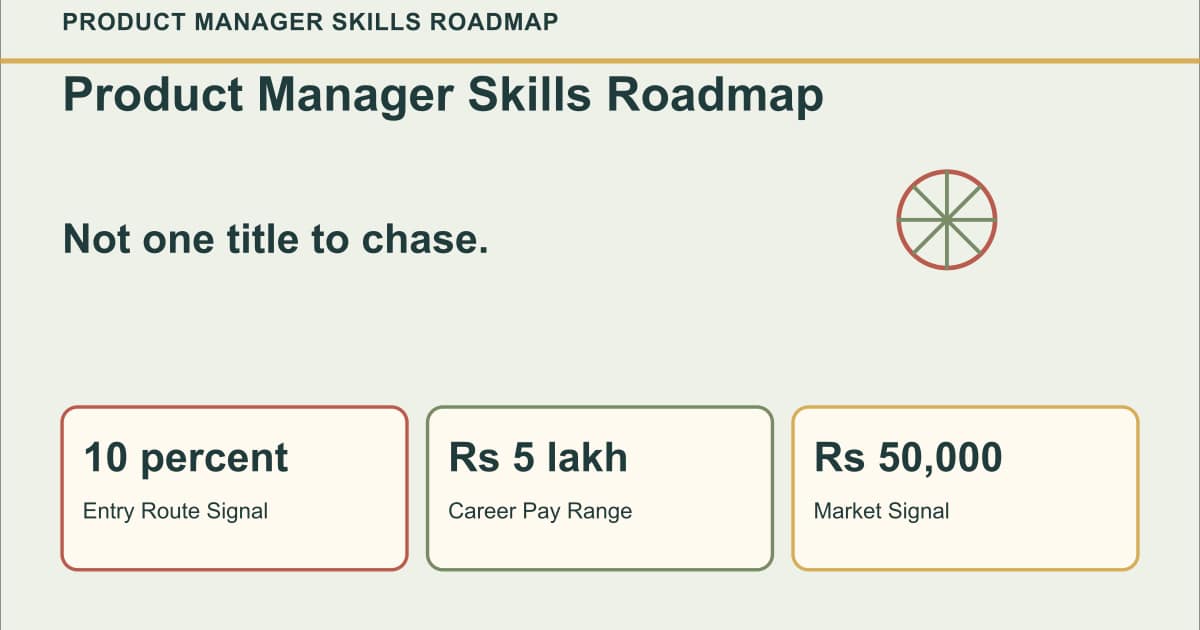 PRODUCT MANAGER SKILLS ROADMAP
Product Manager Skills Roadmap
Not one title to chase.
10 percent
Entry Route Signal
Rs 5 lakh
Career Pay Range
Rs 50,000
Market Signal